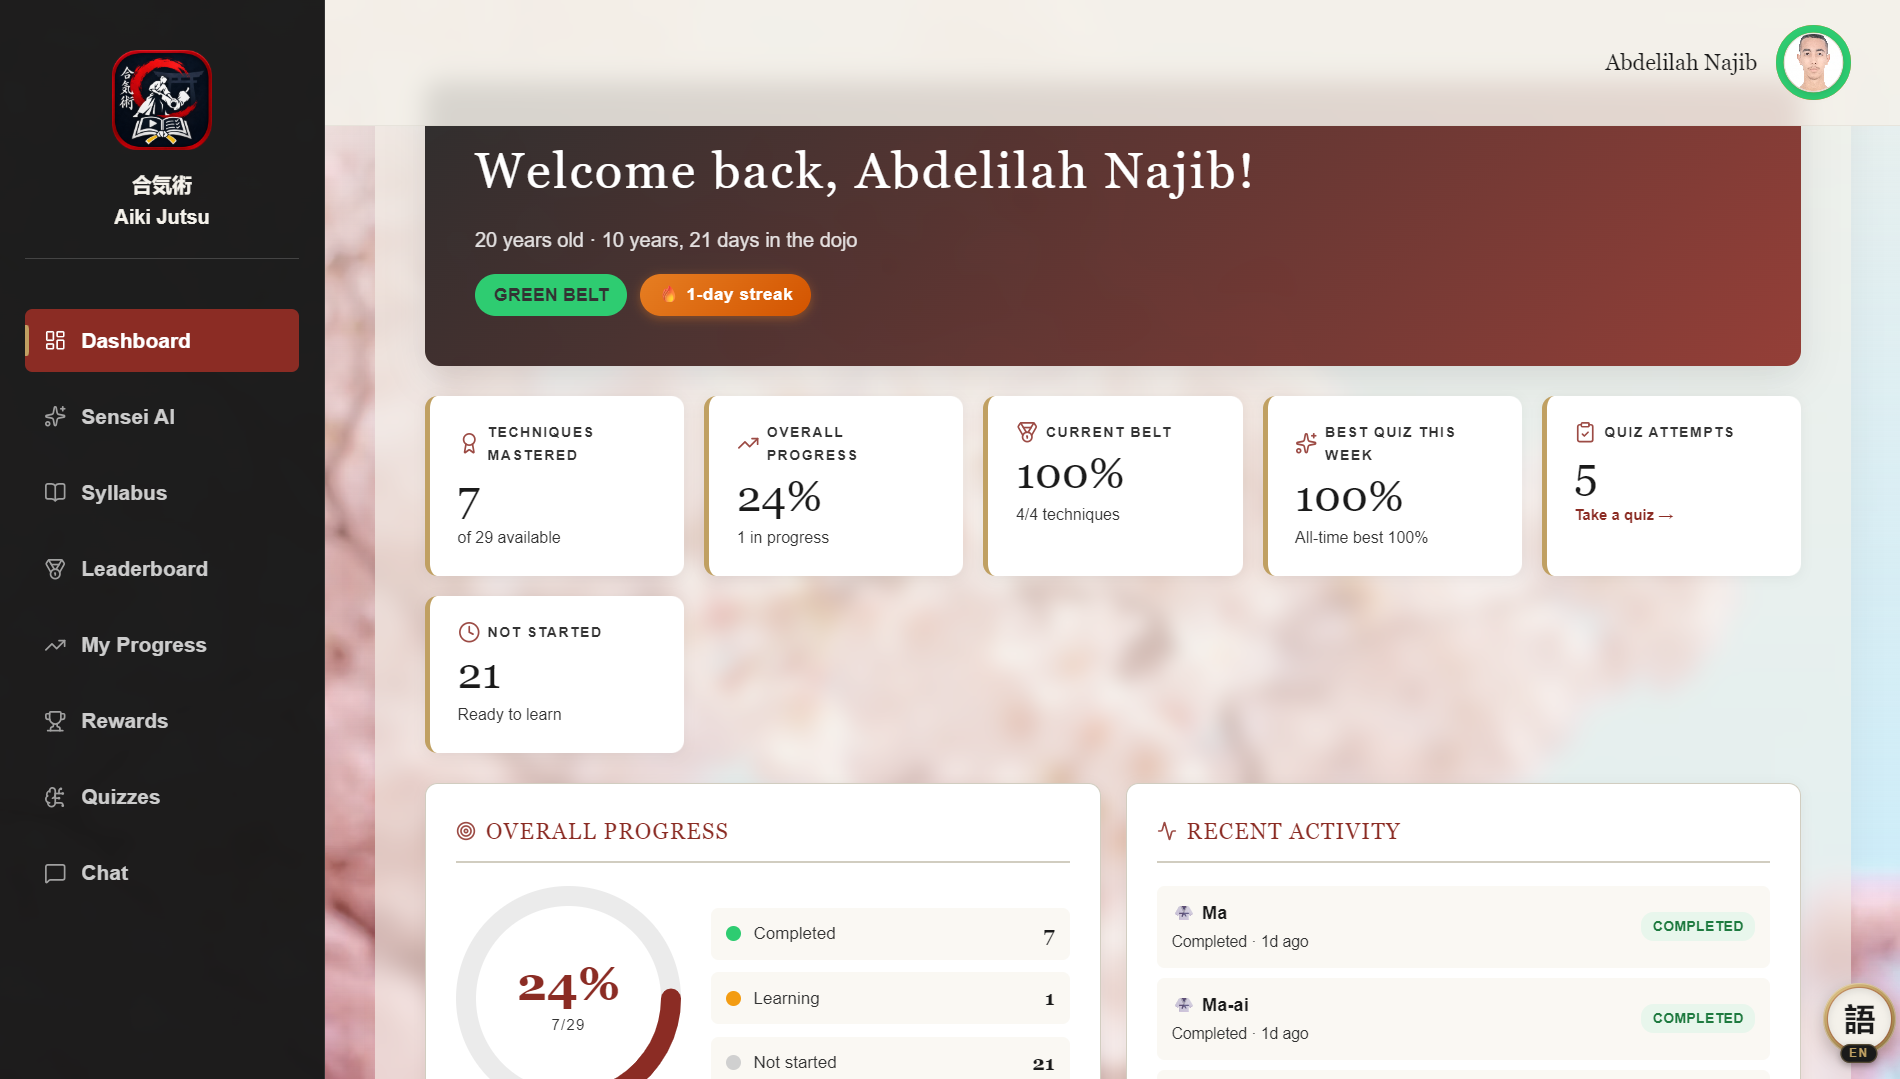 合気術
合気術
Aiki Jutsu
Dashboard
Sensei AI
Syllabus
Leaderboard
My Progress
Rewards
Quizzes
Chat
Abdelilah Najib
Welcome back, Abdelilah Najib!
20 years old · 10 years, 21 days in the dojo
GREEN BELT
1-day streak
TECHNIQUES
MASTERED
7
of 29 available
OVERALL
PROGRESS
24%
1 in progress
CURRENT BELT
100%
4/4 techniques
BEST QUIZ THIS
WEEK
100%
All-time best 100%
QUIZ ATTEMPTS
5
Take a quiz →
NOT STARTED
21
Ready to learn
OVERALL PROGRESS
24%
7/29
Completed 7
Learning 1
Not started 21
RECENT ACTIVITY
Ma
Completed · 1d ago
COMPLETED
Ma-ai
Completed · 1d ago
COMPLETED
語
EN